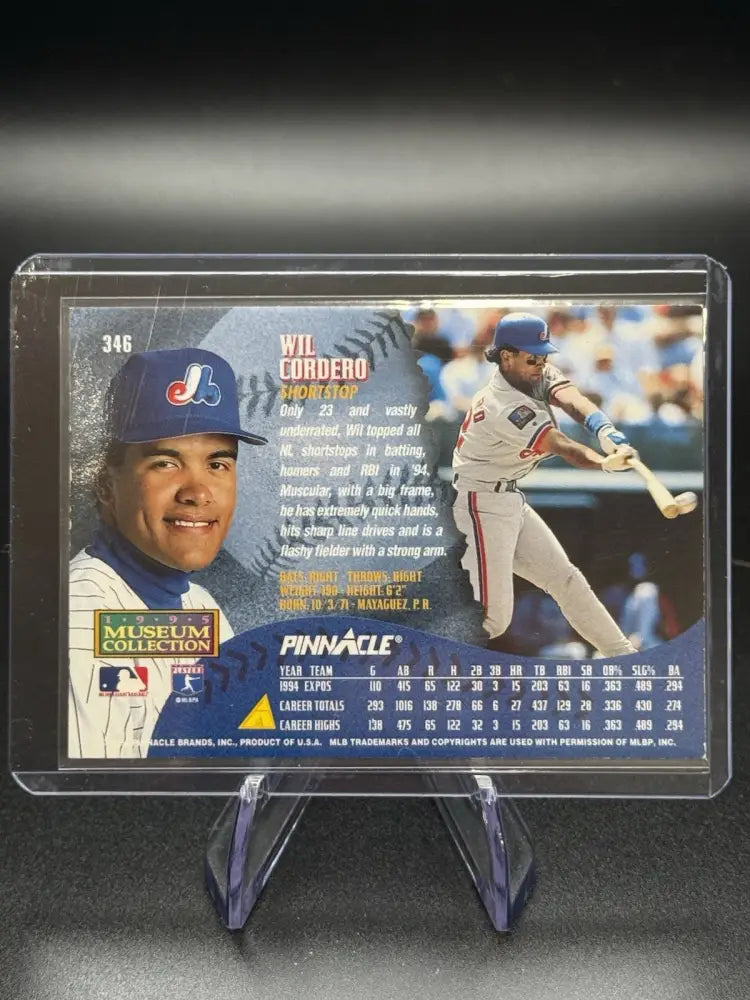 346
WIL
CORDERO
SHORTSTOP
Only 23 and vastly
underrated, Wil topped all
NL shortstops in batting,
homers and RBI in '94.
Muscular, with a big frame,
he has extremely quick hands,
hits sharp line drives and is a
flashy fielder with a strong arm.
BATS: RIGHT - THROWS: RIGHT
WEIGHT: 190 - HEIGHT: 6'2"
BORN: 10/3/71 - MAYAGUEZ, P.R.
1995
MUSEUM
COLLECTION
PINNACLE®
PLAYERS
YEAR TEAM G AB R H 2B 3B HR TB RBI SB OB% SLG% BA
1994 EXPOS 110 415 65 122 30 3 15 203 63 16 .363 .489 .294
CAREER TOTALS 293 1016 138 278 66 6 27 437 129 28 .336 .430 .274
CAREER HIGHS 138 475 65 122 32 3 15 203 63 16 .363 .489 .294
NACLE BRANDS, INC., PRODUCT OF U.S.A. MLB TRADEMARKS AND COPYRIGHTS ARE USED WITH PERMISSION OF MLBP, INC.